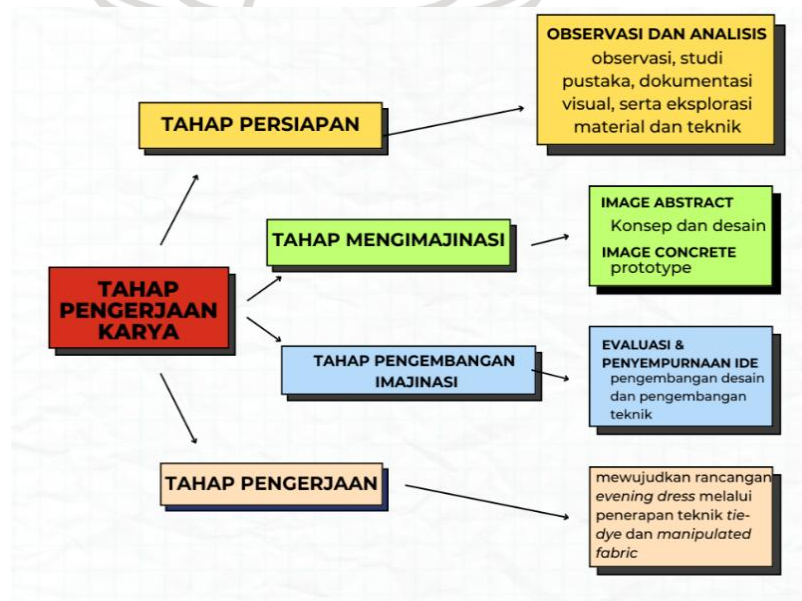 OBSERVASI DAN ANALISIS
observasi, studi
pustaka, dokumentasi
visual, serta eksplorasi
material dan teknik
TAHAP PERSIAPAN
IMAGE ABSTRACT
Konsep dan desain
IMAGE CONCRETE
prototype
TAHAP MENGIMAJINASI
TAHAP
PENGERJAAN
KARYA
EVALUASI &
PENYEMPURNAAN IDE
pengembangan desain
dan pengembangan
teknik
TAHAP PENGEMBANGAN
IMAJINASI
TAHAP PENGERJAAN
mewujudkan rancangan
evening dress melalui
penerapan teknik tie-
dye dan manipulated
fabric